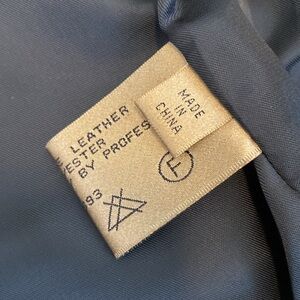 LEATHER
ESTER
BY PROFES
93
F
MADE
IN
CHINA